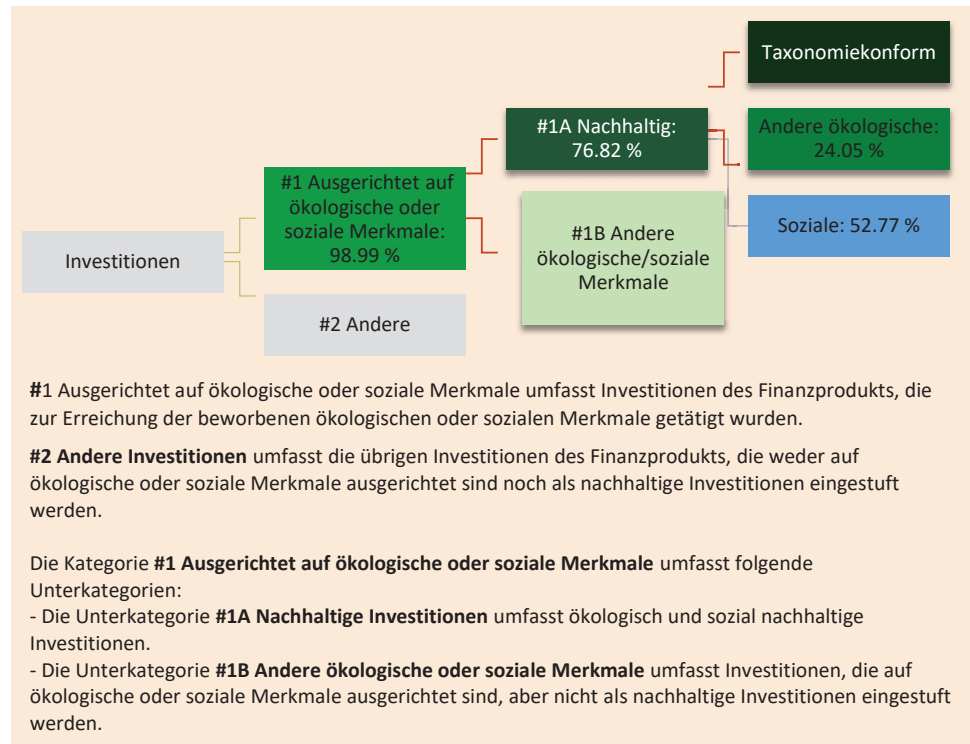 Taxonomiekonform
#1A Nachhaltig:
76.82 %
Andere ökologische:
24.05 %
#1 Ausgerichtet auf
ökologische oder
soziale Merkmale:
98.99 %
Soziale: 52.77 %
#1B Andere
ökologische/soziale
Merkmale
Investitionen
#2 Andere
#1 Ausgerichtet auf ökologische oder soziale Merkmale umfasst Investitionen des Finanzprodukts, die
zur Erreichung der beworbenen ökologischen oder sozialen Merkmale getätigt wurden.
#2 Andere Investitionen umfasst die übrigen Investitionen des Finanzprodukts, die weder auf
ökologische oder soziale Merkmale ausgerichtet sind noch als nachhaltige Investitionen eingestuft
werden.
Die Kategorie #1 Ausgerichtet auf ökologische oder soziale Merkmale umfasst folgende
Unterkategorien:
- Die Unterkategorie #1A Nachhaltige Investitionen umfasst ökologisch und sozial nachhaltige
Investitionen.
- Die Unterkategorie #1B Andere ökologische oder soziale Merkmale umfasst Investitionen, die auf
ökologische oder soziale Merkmale ausgerichtet sind, aber nicht als nachhaltige Investitionen eingestuft
werden.